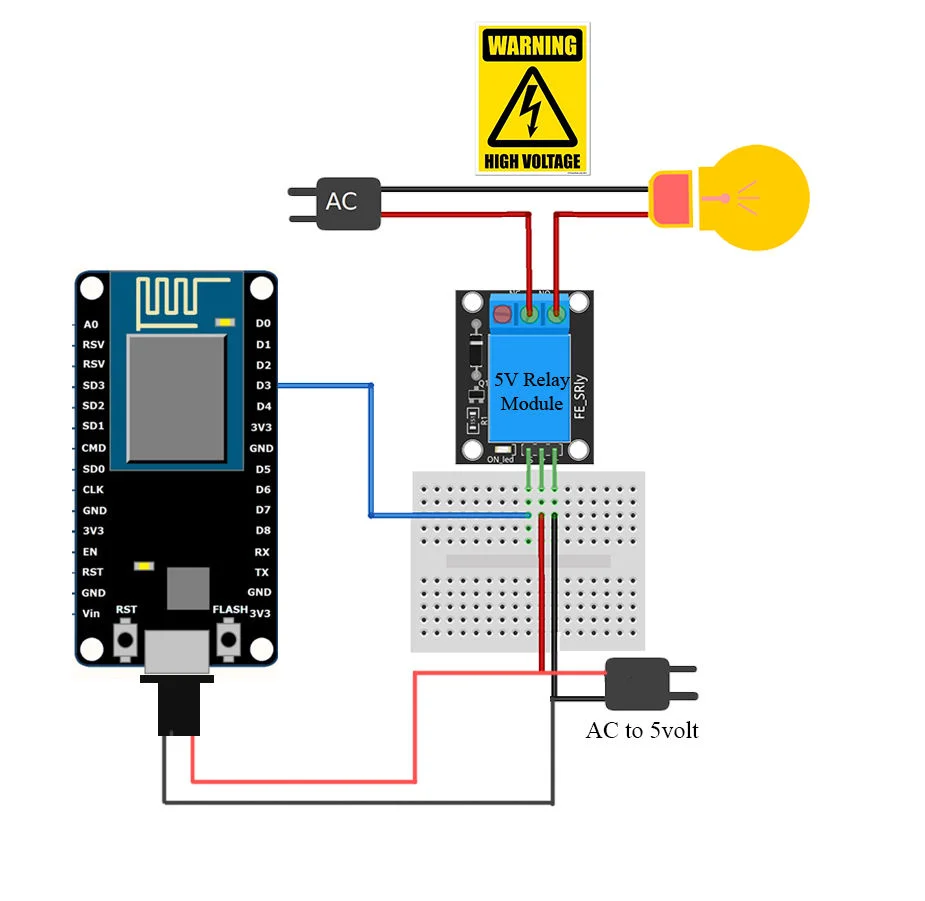 WARNING
HIGH VOLTAGE
AC
A0
RSV
RSV
SD3
SD2
SD1
CMD
SD0
CLK
GND
3V3
EN
RST
GND
Vin
D0
D1
D2
D3
D4
3V3
GND
D5
D6
D7
D8
RX
TX
GND
3V3
RST
FLASH
5V Relay
Module
FE_SRly
Q1
R1
ON_led
AC to 5volt